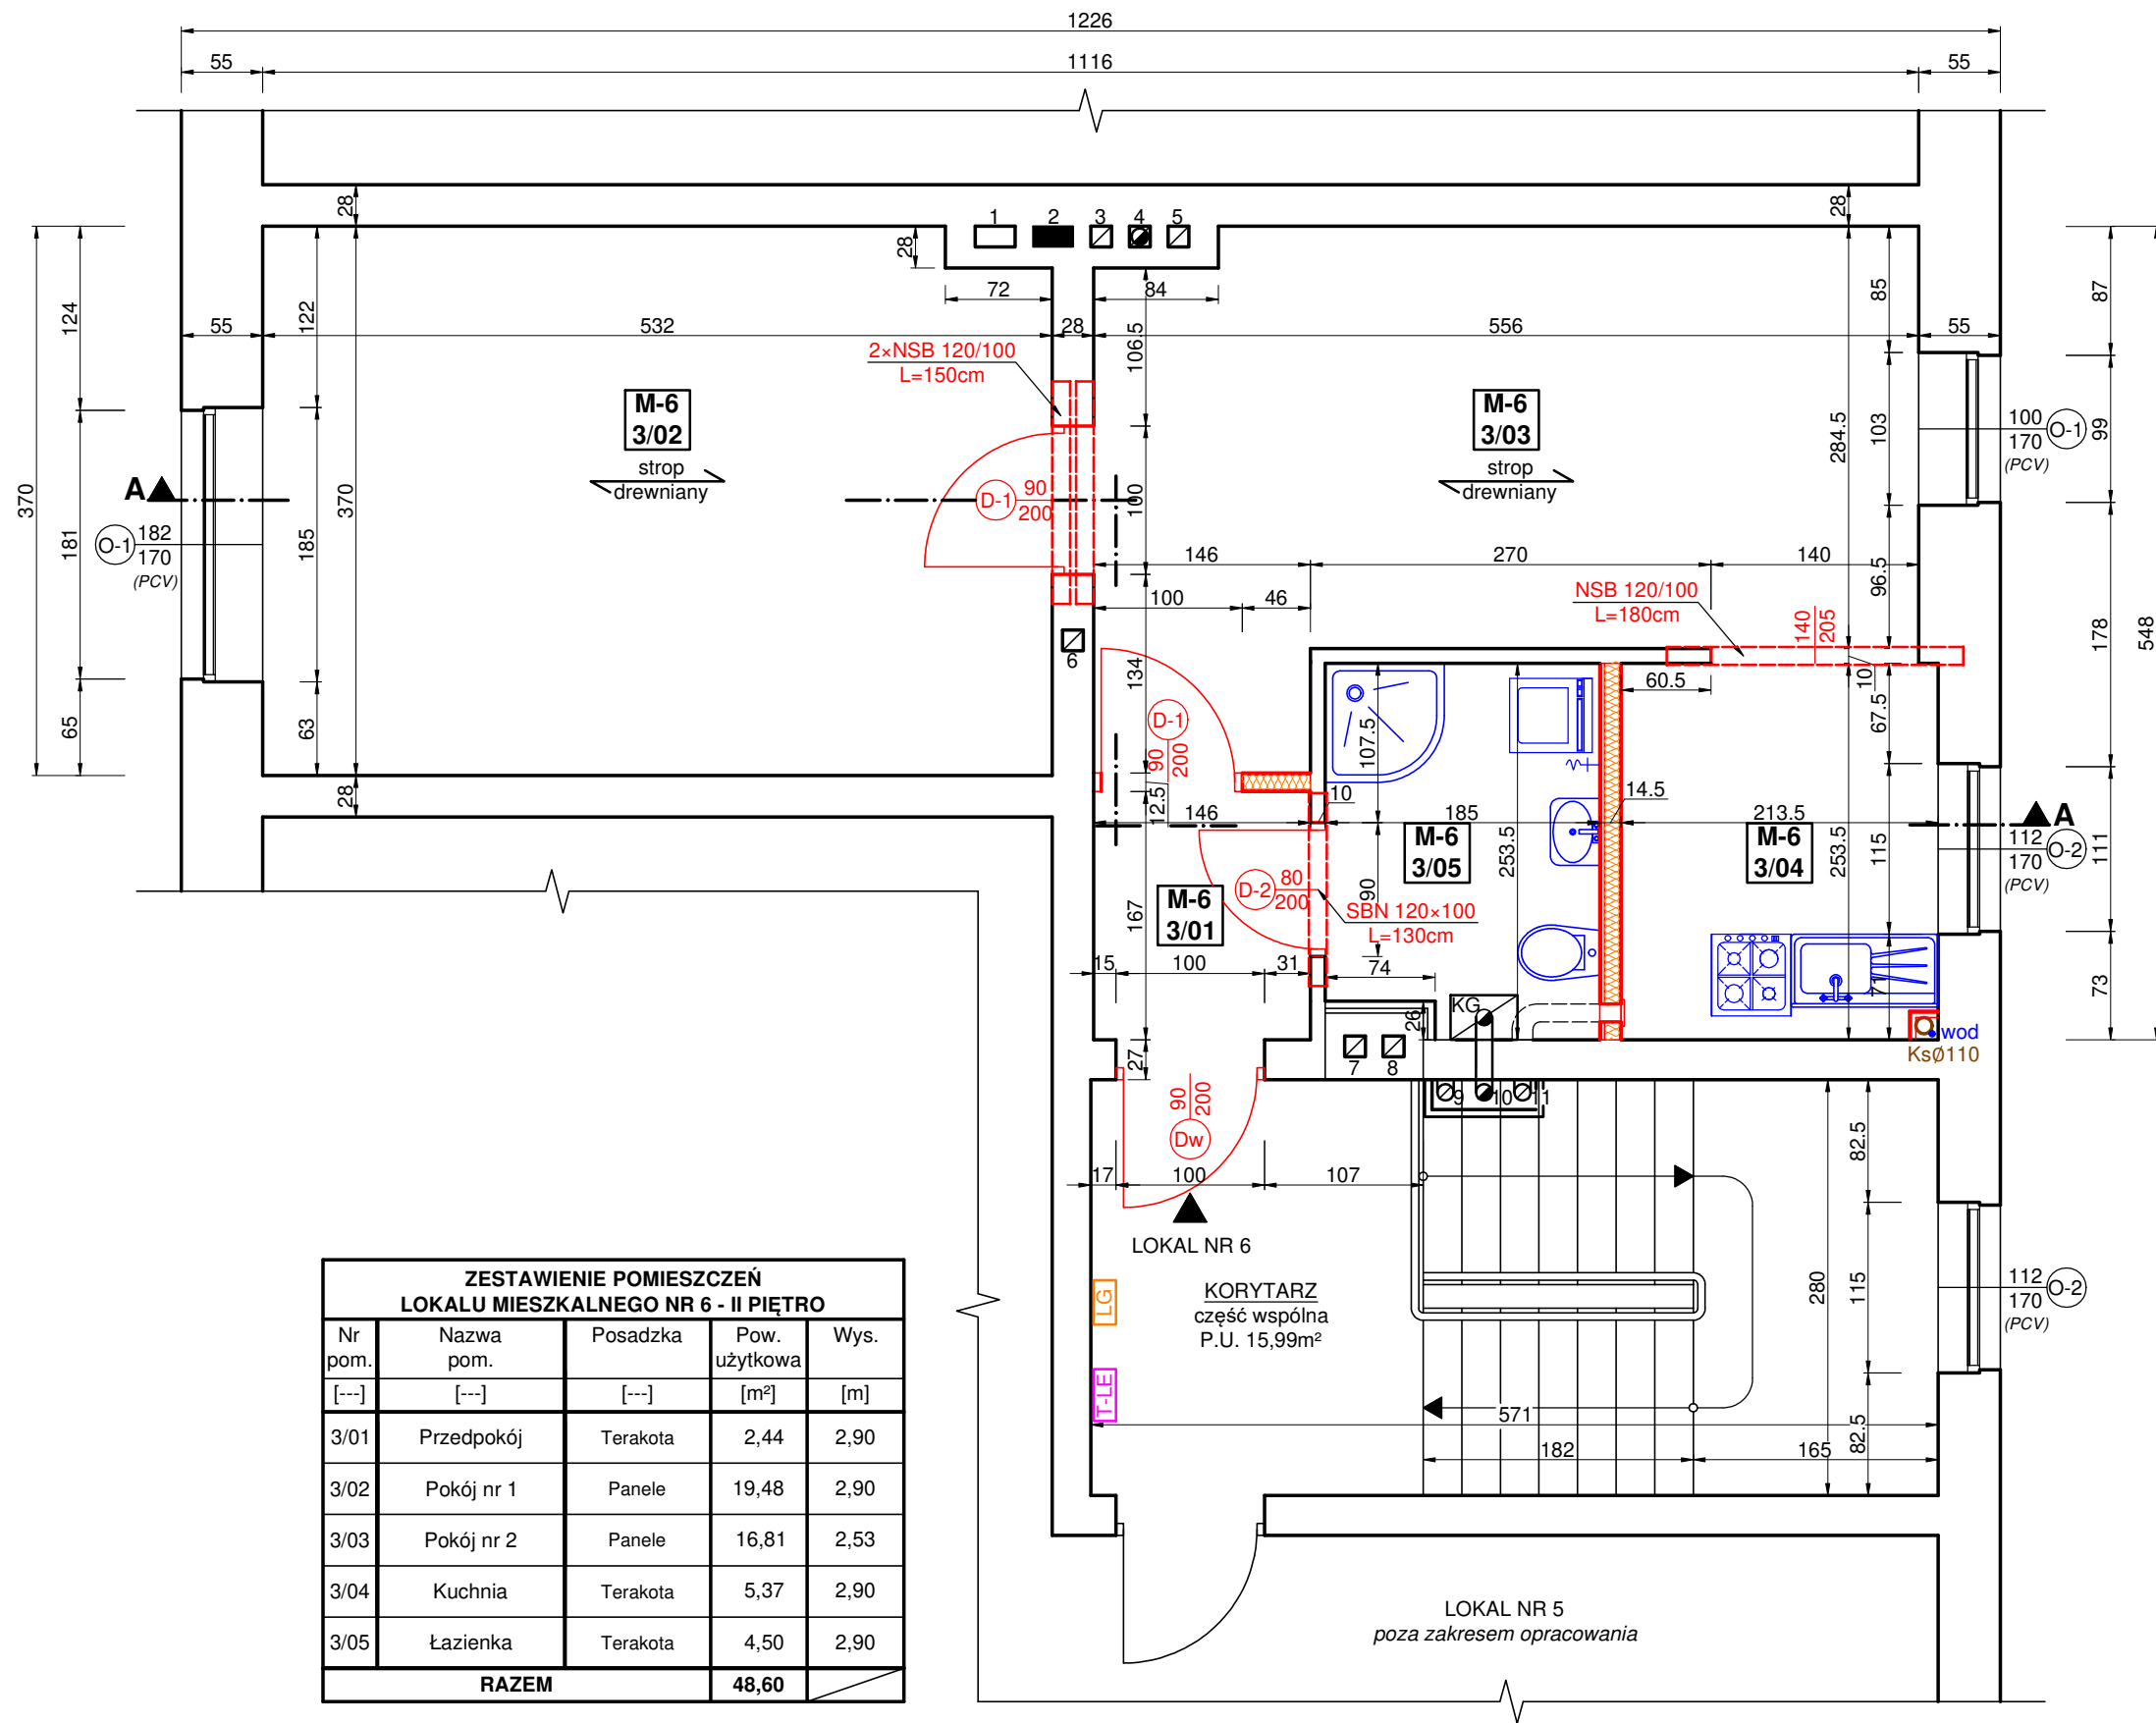 1226
55
1116
55
28
28
1
2
3
4
5
28
72
84
55
532
28
556
55
370
124
122
370
106.5
284.5
85
87
548
2×NSB 120/100
L=150cm
M-6
3/02
strop
drewniany
M-6
3/03
strop
drewniany
103
100
170
(PCV)
O-1
99
A
O-1
182
170
(PCV)
181
185
D-1
90
200
100
146
270
140
96.5
100
46
NSB 120/100
L=180cm
140
205
178
6
134
60.5
10
67.5
65
63
28
D-1
90
200
107.5
12.5
146
10
185
14.5
213.5
A
253.5
253.5
115
112
170
(PCV)
O-2
111
M-6
3/05
M-6
3/04
D-2
80
200
90
SBN 120×100
L=130cm
M-6
3/01
167
15
100
31
74
71
73
KG
26
wod
KsØ110
7
8
27
9
10
11
90
200
Dw
82.5
17
100
107
LOKAL NR 6
KORYTARZ
część wspólna
P.U. 15,99m²
LG
T-LE
280
115
112
170
(PCV)
O-2
571
182
165
82.5
LOKAL NR 5
poza zakresem opracowania
ZESTAWIENIE POMIESZCZEŃ
LOKALU MIESZKALNEGO NR 6 - II PIĘTRO
Nr pom. Nazwa pom. Posadzka Pow. użytkowa Wys.
[---] [---] [---] [m²] [m]
3/01 Przedpokój Terakota 2,44 2,90
3/02 Pokój nr 1 Panele 19,48 2,90
3/03 Pokój nr 2 Panele 16,81 2,53
3/04 Kuchnia Terakota 5,37 2,90
3/05 Łazienka Terakota 4,50 2,90
RAZEM 48,60